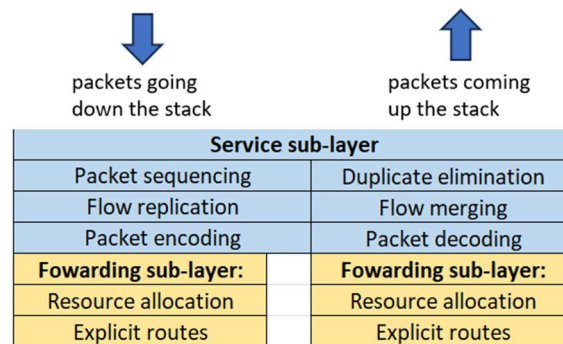 packets going
down the stack
packets coming
up the stack
Service sub-layer
Packet sequencing
Duplicate elimination
Flow replication
Flow merging
Packet encoding
Packet decoding
Fowarding sub-layer:
Fowarding sub-layer:
Resource allocation
Resource allocation
Explicit routes
Explicit routes